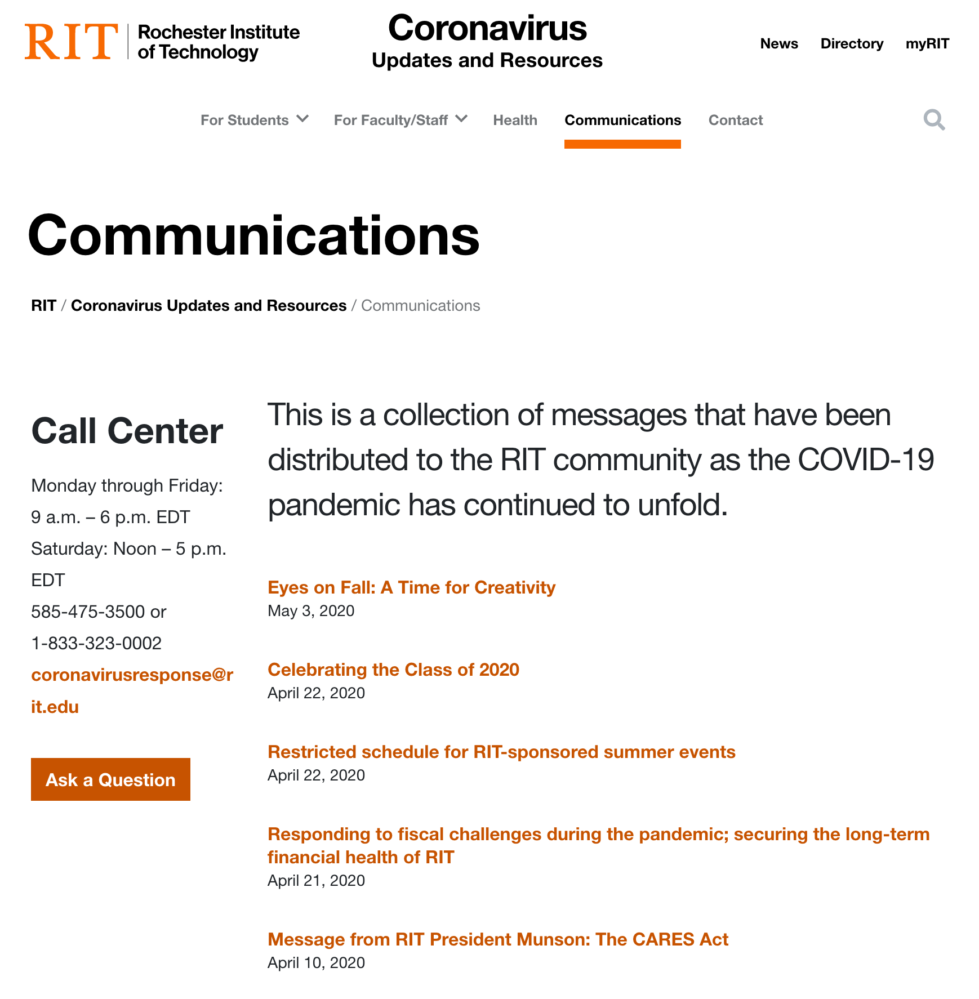 RIT
Rochester Institute
of Technology
Coronavirus
Updates and Resources
News Directory myRIT
For Students For Faculty/Staff Health Communications Contact
Communications
RIT / Coronavirus Updates and Resources / Communications
Call Center
Monday through Friday:
9 a.m. – 6 p.m. EDT
Saturday: Noon – 5 p.m.
EDT
585-475-3500 or
1-833-323-0002
coronavirusresponse@r
it.edu
Ask a Question
This is a collection of messages that have been
distributed to the RIT community as the COVID-19
pandemic has continued to unfold.
Eyes on Fall: A Time for Creativity
May 3, 2020
Celebrating the Class of 2020
April 22, 2020
Restricted schedule for RIT-sponsored summer events
April 22, 2020
Responding to fiscal challenges during the pandemic; securing the long-term
financial health of RIT
April 21, 2020
Message from RIT President Munson: The CARES Act
April 10, 2020